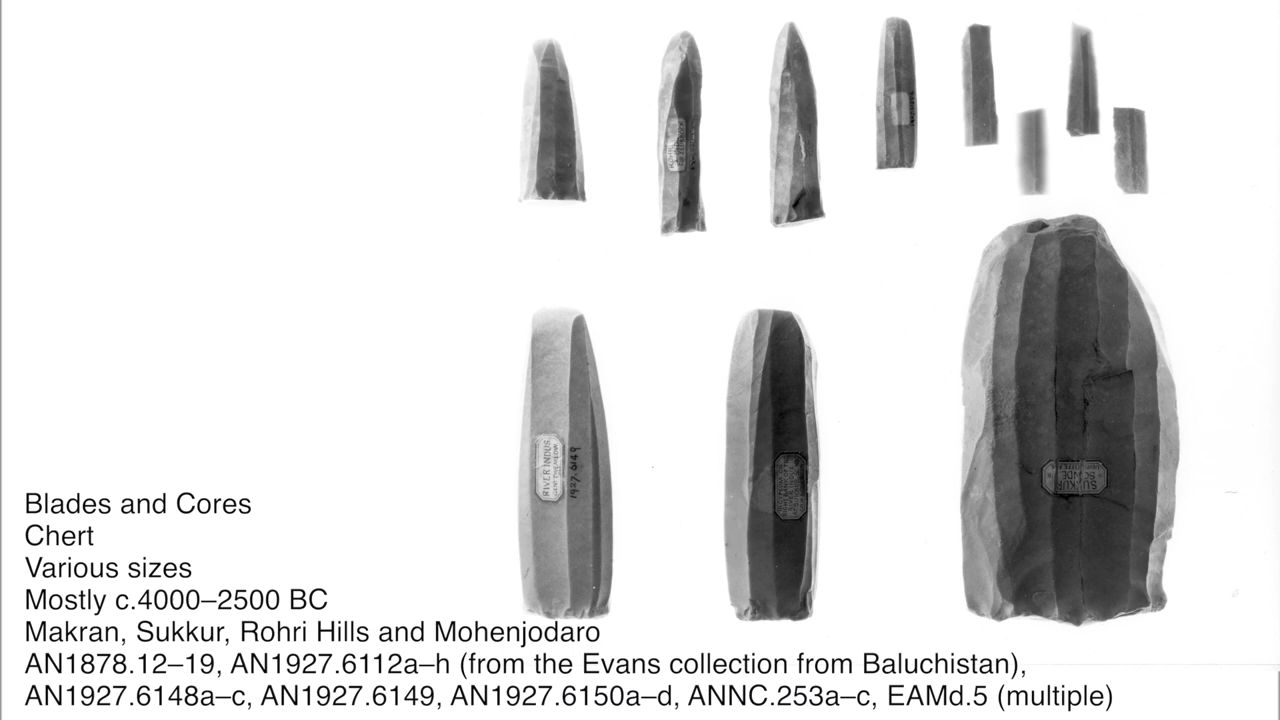 RIVER INDUS
1927.6149
SUKKUR
SCINDE
Blades and Cores
Chert
Various sizes
Mostly c.4000–2500 BC
Makran, Sukkur, Rohri Hills and Mohenjodaro
AN1878.12–19, AN1927.6112a–h (from the Evans collection from Baluchistan),
AN1927.6148a–c, AN1927.6149, AN1927.6150a–d, ANNC.253a–c, EAMd.5 (multiple)